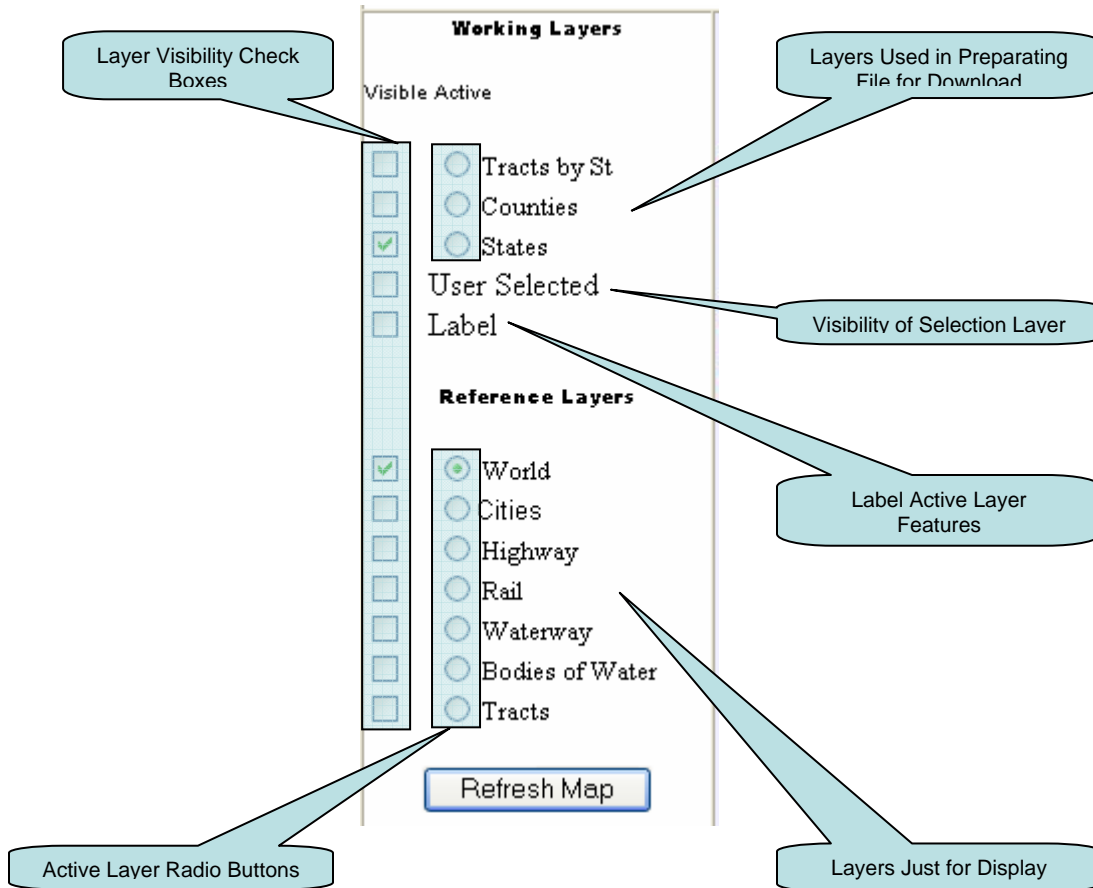 Working Layers
Layer Visibility Check
Boxes
Layers Used in Preparating
File for Download
Visible Active
Tracts by St
Counties
States
User Selected
Visibility of Selection Layer
Label
Reference Layers
World
Cities
Label Active Layer
Features
Highway
Rail
Waterway
Bodies of Water
Tracts
Refresh Map
Active Layer Radio Buttons
Layers Just for Display